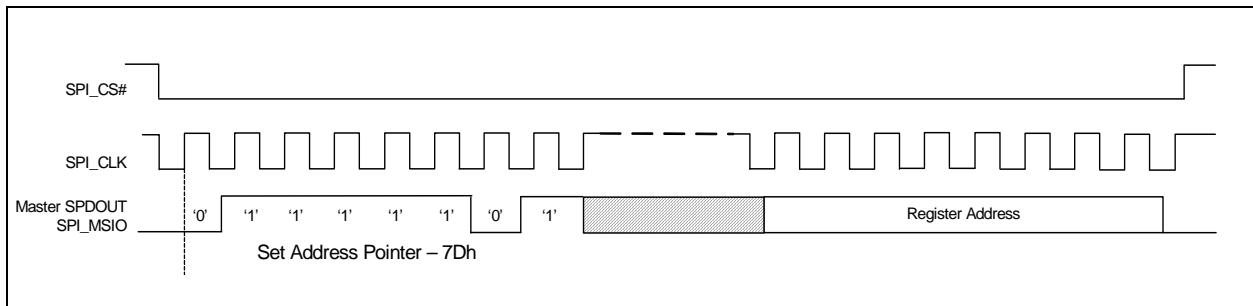 SPI_CS#
SPI_CLK
Master SPDOUT
SPI_MSIO
‘0’ ‘1’ ‘1’ ‘1’ ‘1’ ‘1’ ‘0’ ‘1’ Register Address
Set Address Pointer – 7Dh